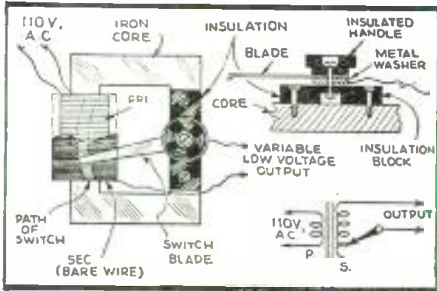 110V,
A C
IRON
CORE
INSULATION
INSULATED
HANDLE
BLADE
METAL
WASHER
PRI.
CORE
INSULATION
BLOCK
VARIABLE
LOW VOLTAGE
OUTPUT
PATH
OF
SWITCH
SEC
(BARE WIRE)
SWITCH
BLADE
110V,
A C
P.
S.
OUTPUT